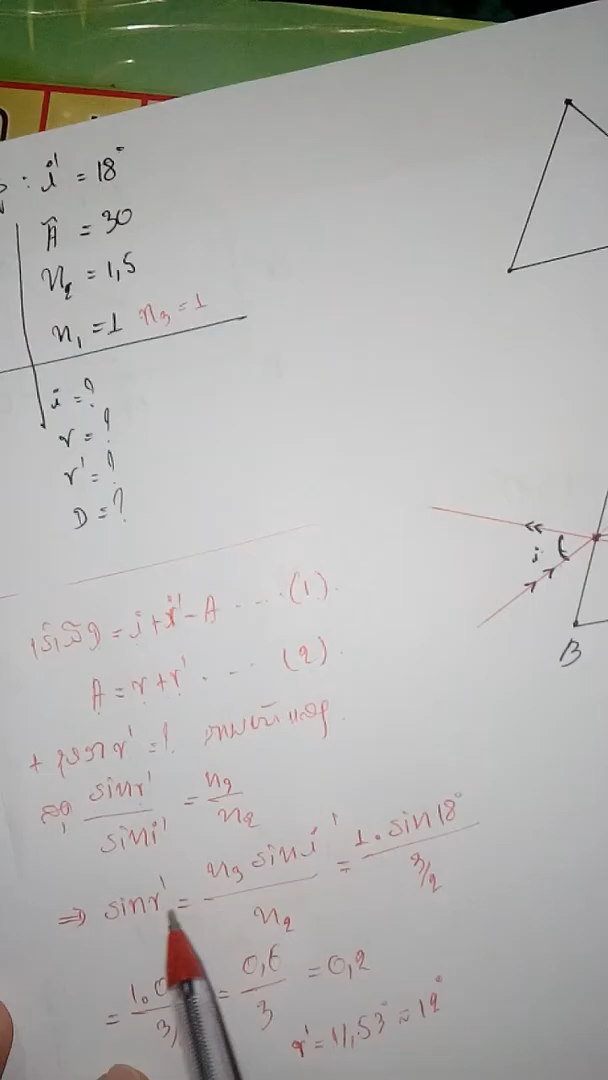 : i' = 18°
Â = 30
n₂ = 1,5
n₁ = 1 n₃ = 1
i = ?
r = ?
r' = ?
D = ?
= i + i' - A .... (1).
A = r + r' . .. (2).
+ r' = ?
sinr' / sini' = n₃ / n₂
⇒ sinr' = n₃ sini' / n₂ = 1 . sin18° / 3/2
= 0,6 / 3 = 0,2
r' = 11,53° ≈ 12°
i
B